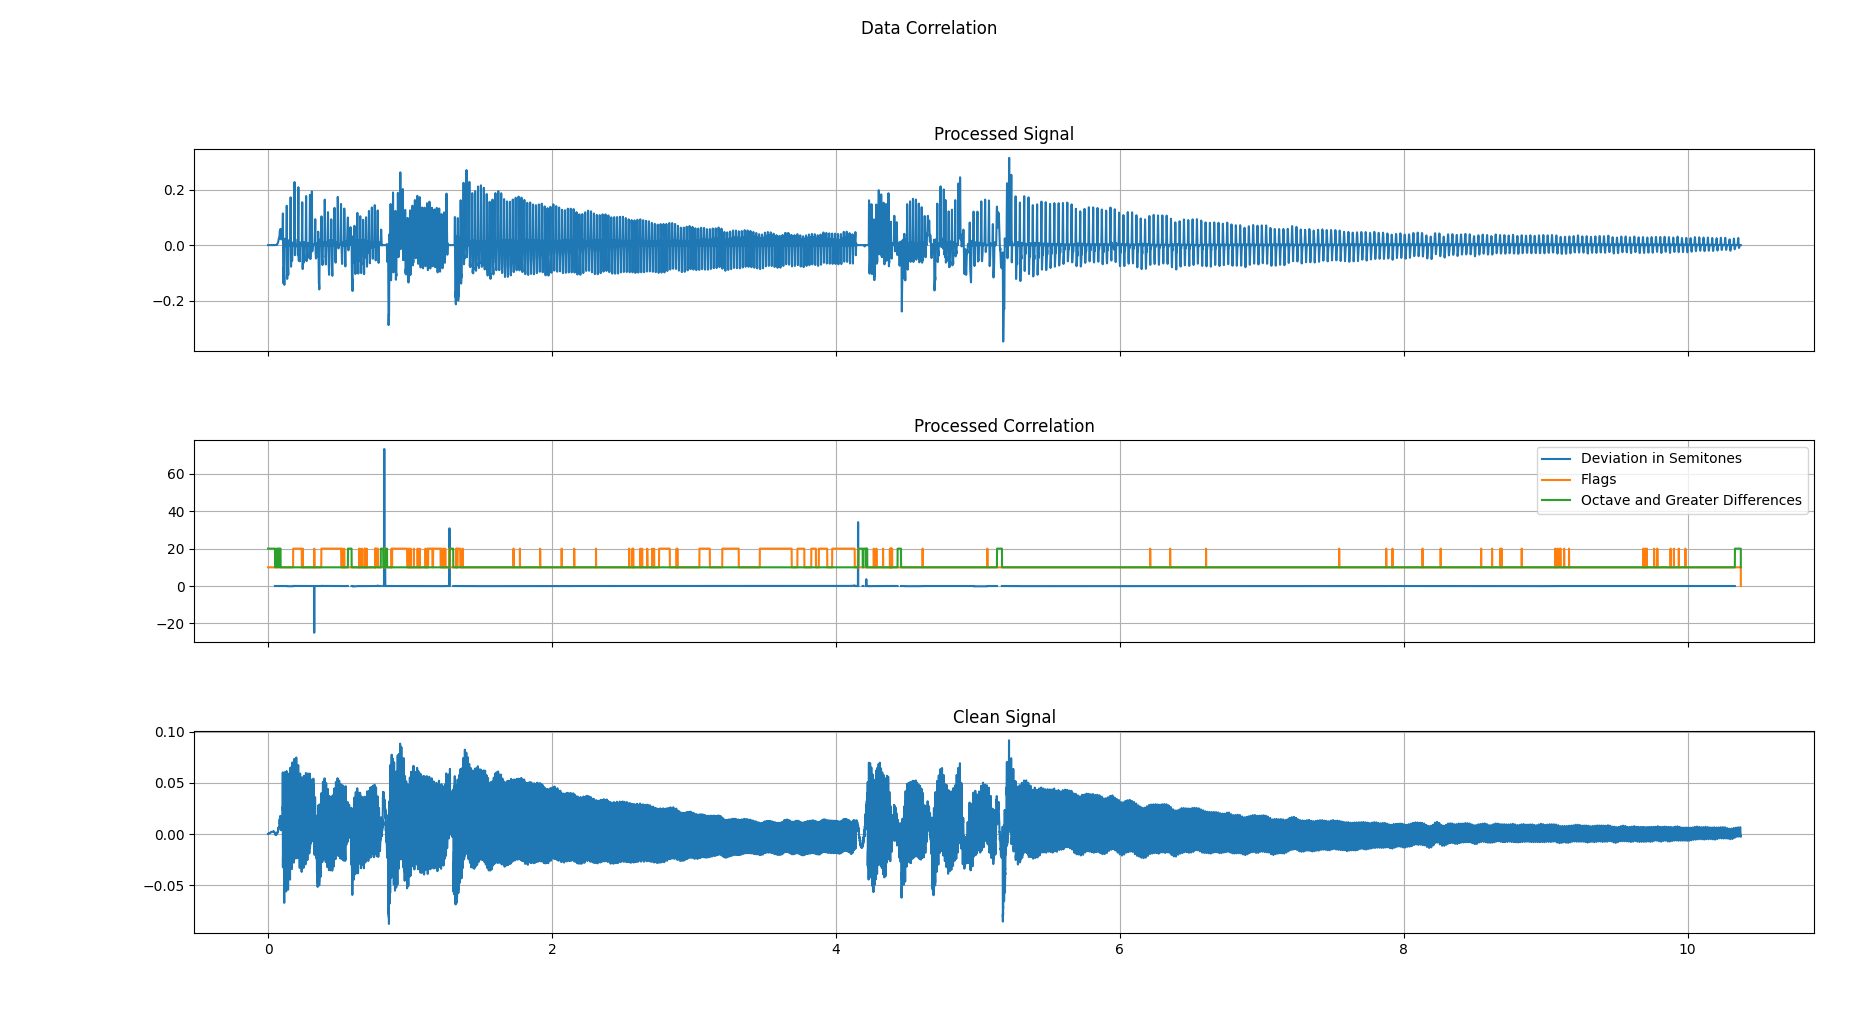 Data Correlation
Processed Signal
0.2
0.0
−0.2
Processed Correlation
60
40
20
0
−20
Deviation in Semitones
Flags
Octave and Greater Differences
Clean Signal
0.10
0.05
0.00
−0.05
0 2 4 6 8 10